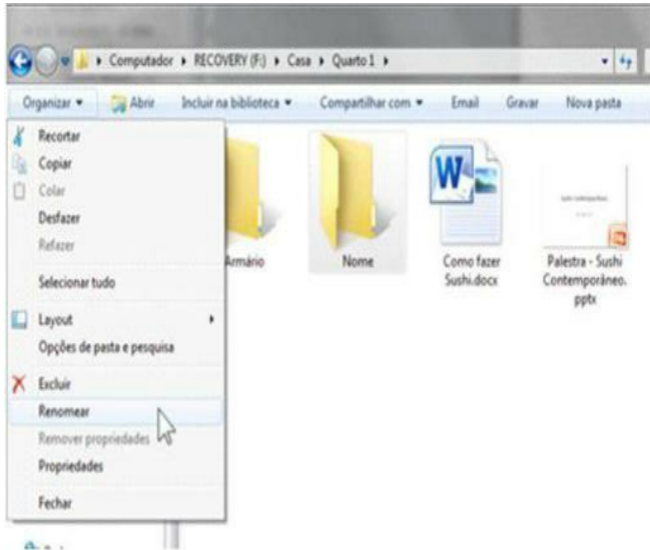 Computador ▸ RECOVERY (F:) ▸ Casa ▸ Quarto 1 ▸
Organizar ▾ Abrir Incluir na biblioteca ▾ Compartilhar com ▾ Email Gravar Nova pasta
Recortar
Copiar
Colar
Desfazer
Refazer
Selecionar tudo
Layout
Opções de pasta e pesquisa
Excluir
Renomear
Remover propriedades
Propriedades
Fechar
Armário
Nome
Como fazer
Sushi.docx
Palestra - Sushi
Contemporâneo.
pptx